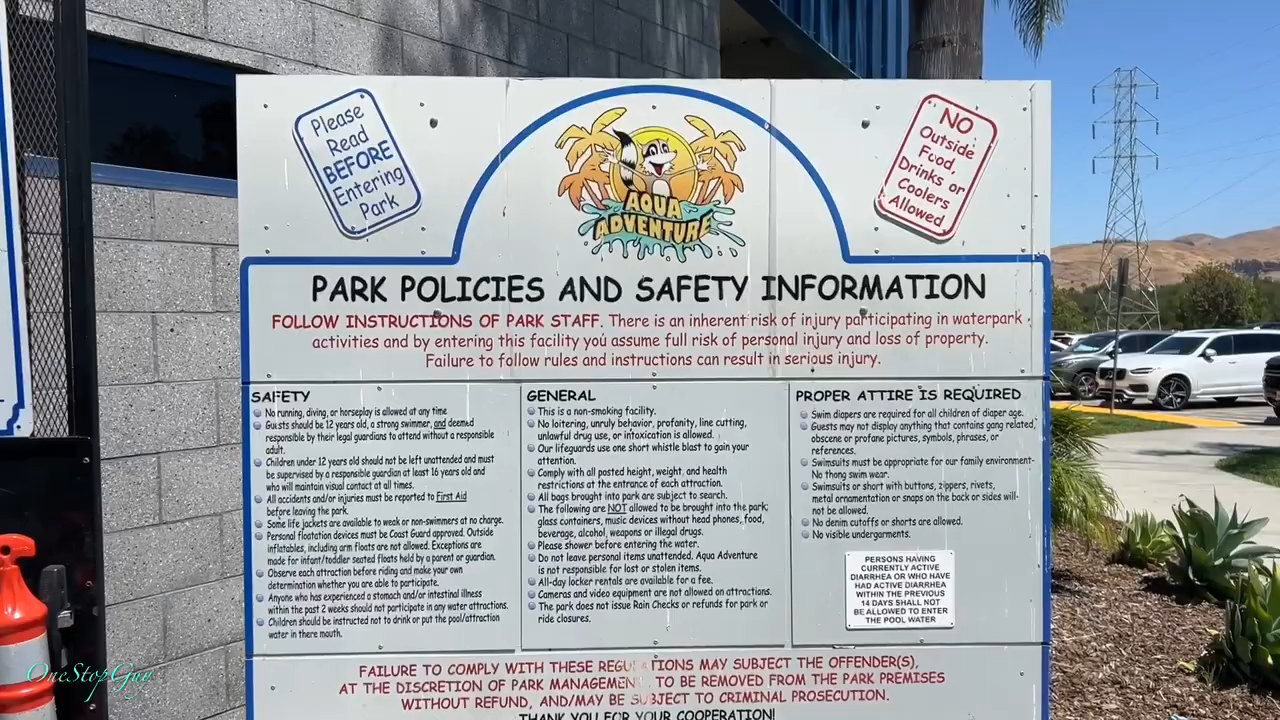 Please
Read
BEFORE
Entering
Park
AQUA
ADVENTURE
NO
Outside
Food,
Drinks or
Coolers
Allowed
PARK POLICIES AND SAFETY INFORMATION
FOLLOW INSTRUCTIONS OF PARK STAFF. There is an inherent risk of injury participating in waterpark
activities and by entering this facility you assume full risk of personal injury and loss of property.
Failure to follow rules and instructions can result in serious injury.
SAFETY
No running, diving, or horseplay is allowed at any time
Guests should be 12 years old, a strong swimmer, and deemed
responsible by their legal guardians to attend without a responsible
adult.
Children under 12 years old should not be left unattended and must
be supervised by a responsible guardian at least 16 years old and
who will maintain visual contact at all times.
All accidents and/or injuries must be reported to First Aid
before leaving the park.
Some life jackets are available to weak or non-swimmers at no charge.
Personal floatation devices must be Coast Guard approved. Outside
inflatables, including arm floats are not allowed. Exceptions are
made for infant/toddler seated floats held by a parent or guardian.
Observe each attraction before riding and make your own
determination whether you are able to participate.
Anyone who has experienced a stomach and/or intestinal illness
within the past 2 weeks should not participate in any water attractions.
Children should be instructed not to drink or put the pool/attraction
water in there mouth.
GENERAL
This is a non-smoking facility.
No loitering, unruly behavior, profanity, line cutting,
unlawful drug use, or intoxication is allowed.
Our lifeguards use one short whistle blast to gain your
attention.
Comply with all posted height, weight, and health
restrictions at the entrance of each attraction.
All bags brought into park are subject to search.
The following are NOT allowed to be brought into the park;
glass containers, music devices without head phones, food,
beverage, alcohol, weapons or illegal drugs.
Please shower before entering the water.
Do not leave personal items unattended, Aqua Adventure
is not responsible for lost or stolen items.
All-day locker rentals are available for a fee.
Cameras and video equipment are not allowed on attractions.
The park does not issue Rain Checks or refunds for park or
ride closures.
PROPER ATTIRE IS REQUIRED
Swim diapers are required for all children of diaper age.
Guests may not display anything that contains gang related,
obscene or profane pictures, symbols, phrases, or
references.
Swimsuits must be appropriate for our family environment-
No thong swim wear.
Swimsuits or short with buttons, zippers, rivets,
metal ornamentation or snaps on the back or sides will-
not be allowed.
No denim cutoffs or shorts are allowed.
No visible undergarments.
PERSONS HAVING
CURRENTLY ACTIVE
DIARRHEA OR WHO HAVE
HAD ACTIVE DIARRHEA
WITHIN THE PREVIOUS
14 DAYS SHALL NOT
BE ALLOWED TO ENTER
THE POOL WATER
FAILURE TO COMPLY WITH THESE REGULATIONS MAY SUBJECT THE OFFENDER(S),
AT THE DISCRETION OF PARK MANAGEMENT, TO BE REMOVED FROM THE PARK PREMISES
WITHOUT REFUND, AND/MAY BE SUBJECT TO CRIMINAL PROSECUTION.
THANK YOU FOR YOUR COOPERATION!
OneStopGuy